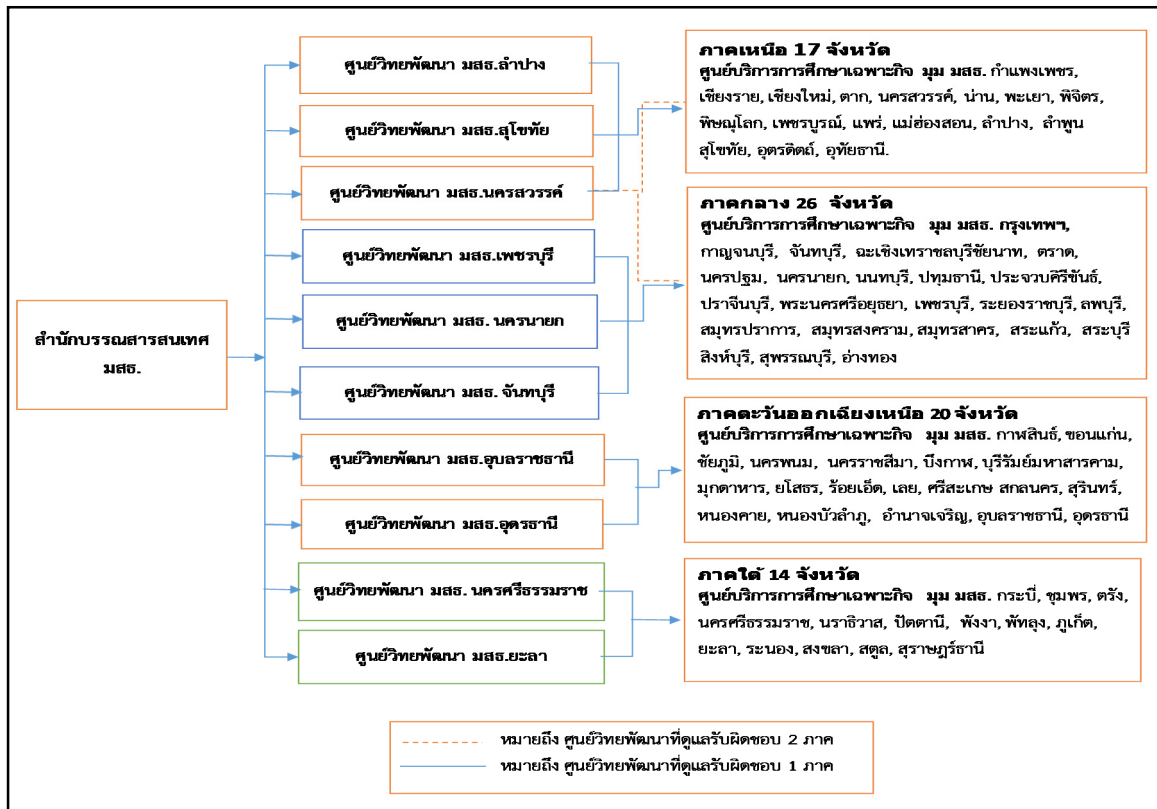 สำนักบรรณสารสนเทศ
มสธ.
ศูนย์วิทยพัฒนา มสธ.ลำปาง
ศูนย์วิทยพัฒนา มสธ.สุโขทัย
ศูนย์วิทยพัฒนา มสธ.นครสวรรค์
ศูนย์วิทยพัฒนา มสธ.เพชรบุรี
ศูนย์วิทยพัฒนา มสธ. นครนายก
ศูนย์วิทยพัฒนา มสธ. จันทบุรี
ศูนย์วิทยพัฒนา มสธ.อุบลราชธานี
ศูนย์วิทยพัฒนา มสธ.อุดรธานี
ศูนย์วิทยพัฒนา มสธ. นครศรีธรรมราช
ศูนย์วิทยพัฒนา มสธ.ยะลา
ภาคเหนือ 17 จังหวัด
ศูนย์บริการการศึกษาเฉพาะกิจ มุม มสธ. กำแพงเพชร,
เชียงราย, เชียงใหม่, ตาก, นครสวรรค์, น่าน, พะเยา, พิจิตร,
พิษณุโลก, เพชรบูรณ์, แพร่, แม่ฮ่องสอน, ลำปาง, ลำพูน
สุโขทัย, อุตรดิตถ์, อุทัยธานี.
ภาคกลาง 26 จังหวัด
ศูนย์บริการการศึกษาเฉพาะกิจ มุม มสธ. กรุงเทพฯ,
กาญจนบุรี, จันทบุรี, ฉะเชิงเทราชลบุรีชัยนาท, ตราด,
นครปฐม, นครนายก, นนทบุรี, ปทุมธานี, ประจวบคิรีขันธ์,
ปราจีนบุรี, พระนครศรีอยุธยา, เพชรบุรี, ระยองราชบุรี, ลพบุรี,
สมุทรปราการ, สมุทรสงคราม, สมุทรสาคร, สระแก้ว, สระบุรี
สิงห์บุรี, สุพรรณบุรี, อ่างทอง
ภาคตะวันออกเฉียงเหนือ 20 จังหวัด
ศูนย์บริการการศึกษาเฉพาะกิจ มุม มสธ. กาฬสินธ์, ขอนแก่น,
ชัยภูมิ, นครพนม, นครราชสีมา, บึงกาฬ, บุรีรัมย์มหาสารคาม,
มุกดาหาร, ยโสธร, ร้อยเอ็ด, เลย, ศรีสะเกษ สกลนคร, สุรินทร์,
หนองคาย, หนองบัวลำภู, อำนาจเจริญ, อุบลราชธานี, อุดรธานี
ภาคใต้ 14 จังหวัด
ศูนย์บริการการศึกษาเฉพาะกิจ มุม มสธ. กระบี่, ชุมพร, ตรัง,
นครศรีธรรมราช, นราธิวาส, ปัตตานี, พังงา, พัทลุง, ภูเก็ต,
ยะลา, ระนอง, สงขลา, สตูล, สุราษฎร์ธานี
หมายถึง ศูนย์วิทยพัฒนาที่ดูแลรับผิดชอบ 2 ภาค
หมายถึง ศูนย์วิทยพัฒนาที่ดูแลรับผิดชอบ 1 ภาค